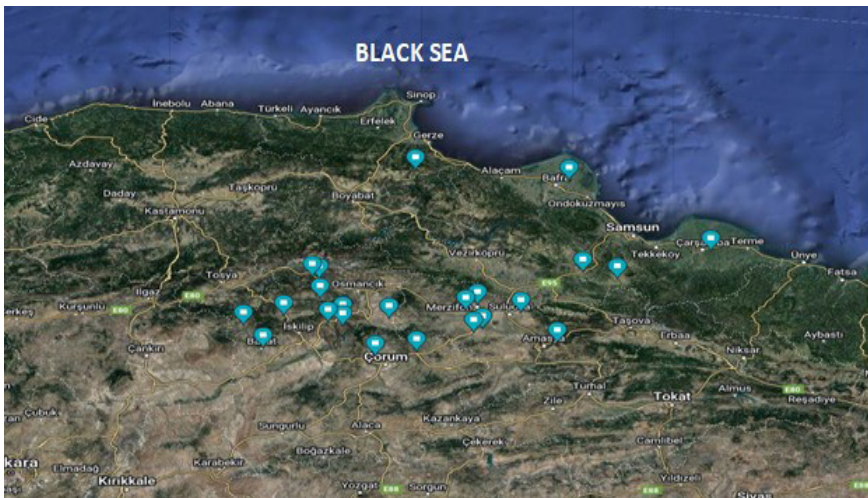 BLACK SEA
Sinop
İnebolu
Abana
Türkeli
Ayancık
Cide
Erfelek
Gerze
Azdavay
Alaçam
Bafra
Daday
Taşköprü
Boyabat
Ondokuzmayıs
Kastamonu
Samsun
Tekkeköy
Terme
Vezirköprü
Ünye
Tosya
Fatsa
Ilgaz
Osmancık
E95
E80
Kurşunlu
E80
Merzifon
Suluova
Taşova
İskilip
Aybastı
Çankırı
Amasya
Erbaa
Niksar
Çorum
Turhal
Almuş
E80
Tokat
Reşadiye
Zile
Çubuk
Alaca
Kazankaya
Sungurlu
Çamlıbel
Çekerek
Boğazkale
Karabekir
Elmadağ
Yıldızeli
Kırıkkale
Yozgat
E88
Sorgun
E88
Sivas